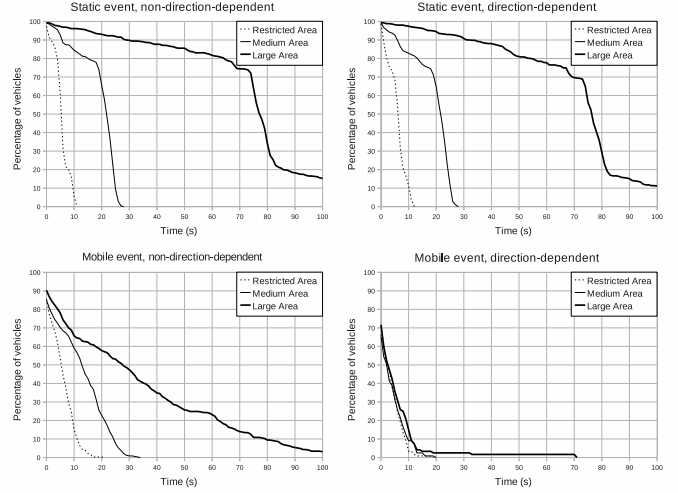 Static event, non-direction-dependent
Percentage of vehicles
100
90
80
70
60
50
40
30
20
10
0
Restricted Area
Medium Area
Large Area
0 10 20 30 40 50 60 70 80 90 100
Time (s)
Static event, direction-dependent
Percentage of vehicles
100
90
80
70
60
50
40
30
20
10
0
Restricted Area
Medium Area
Large Area
0 10 20 30 40 50 60 70 80 90 100
Time (s)
Mobile event, non-direction-dependent
Percentage of vehicles
100
90
80
70
60
50
40
30
20
10
0
Restricted Area
Medium Area
Large Area
0 10 20 30 40 50 60 70 80 90 100
Time (s)
Mobile event, direction-dependent
Percentage of vehicles
100
90
80
70
60
50
40
30
20
10
0
Restricted Area
Medium Area
Large Area
0 10 20 30 40 50 60 70 80 90 100
Time (s)